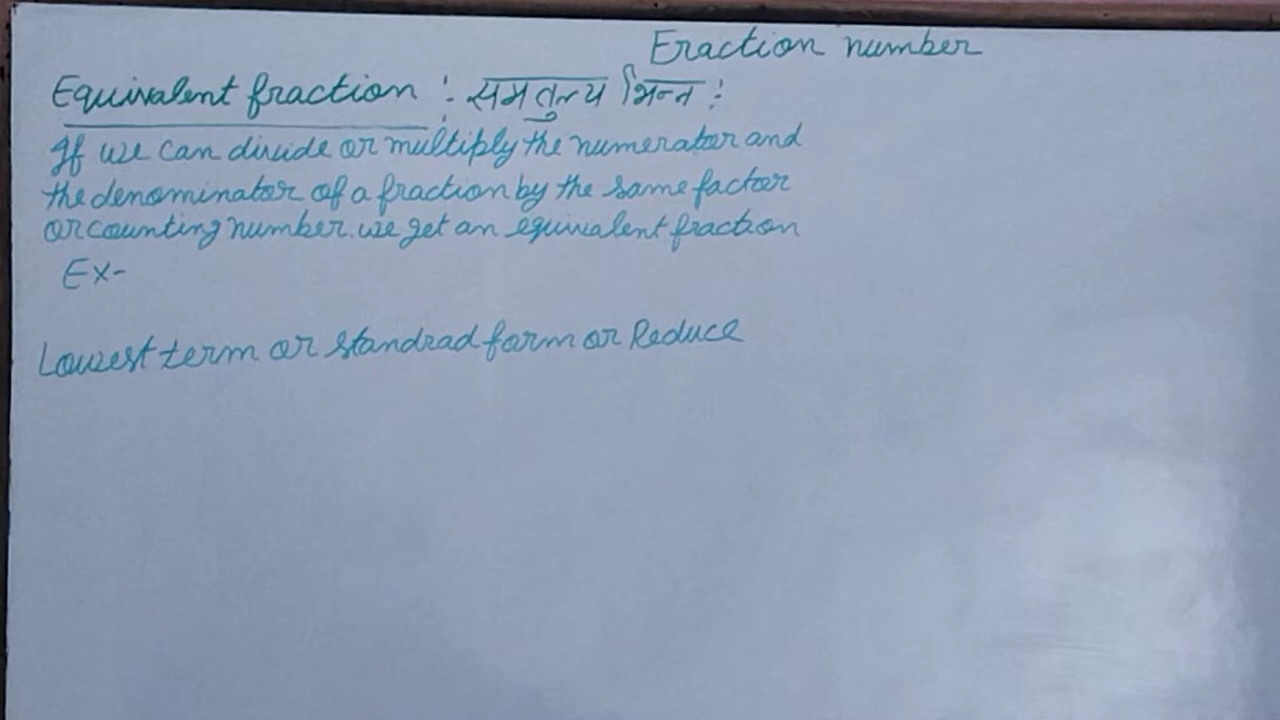 Fraction number
Equivalent fraction : समतुल्य भिन्न :
If we can divide or multiply the numerator and
the denominator of a fraction by the same factor
or counting number. we get an equivalent fraction
Ex-
Lowest term or standrad form or Reduce